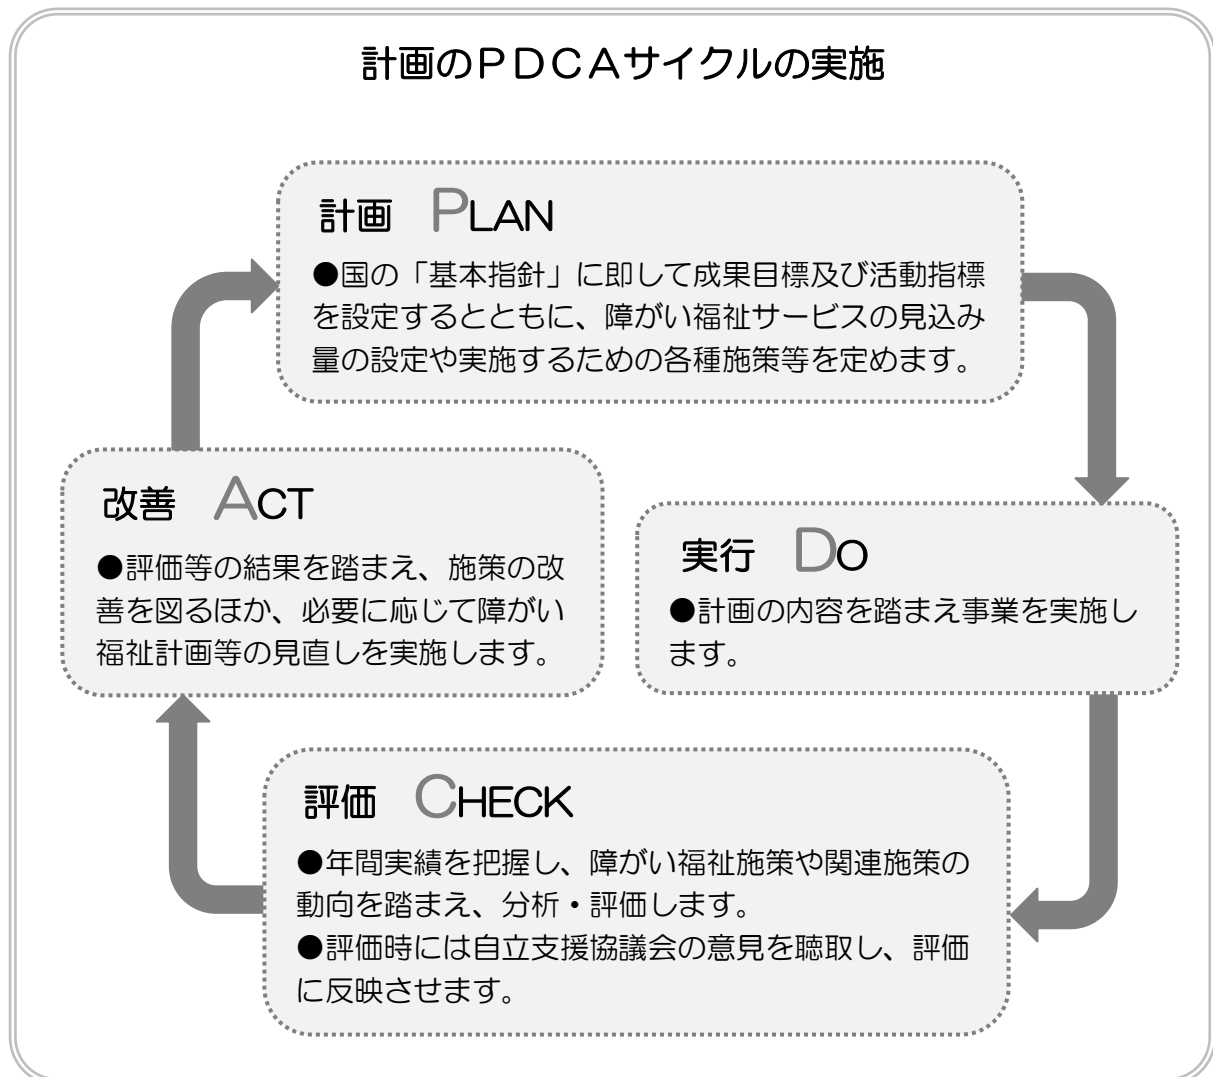 計画のPDCAサイクルの実施
計画 PLAN
●国の「基本指針」に即して成果目標及び活動指標
を設定するとともに、障がい福祉サービスの見込み
量の設定や実施するための各種施策等を定めます。
改善 ACT
●評価等の結果を踏まえ、施策の改
善を図るほか、必要に応じて障がい
福祉計画等の見直しを実施します。
実行 DO
●計画の内容を踏まえ事業を実施し
ます。
評価 CHECK
●年間実績を把握し、障がい福祉施策や関連施策の
動向を踏まえ、分析・評価します。
●評価時には自立支援協議会の意見を聴取し、評価
に反映させます。